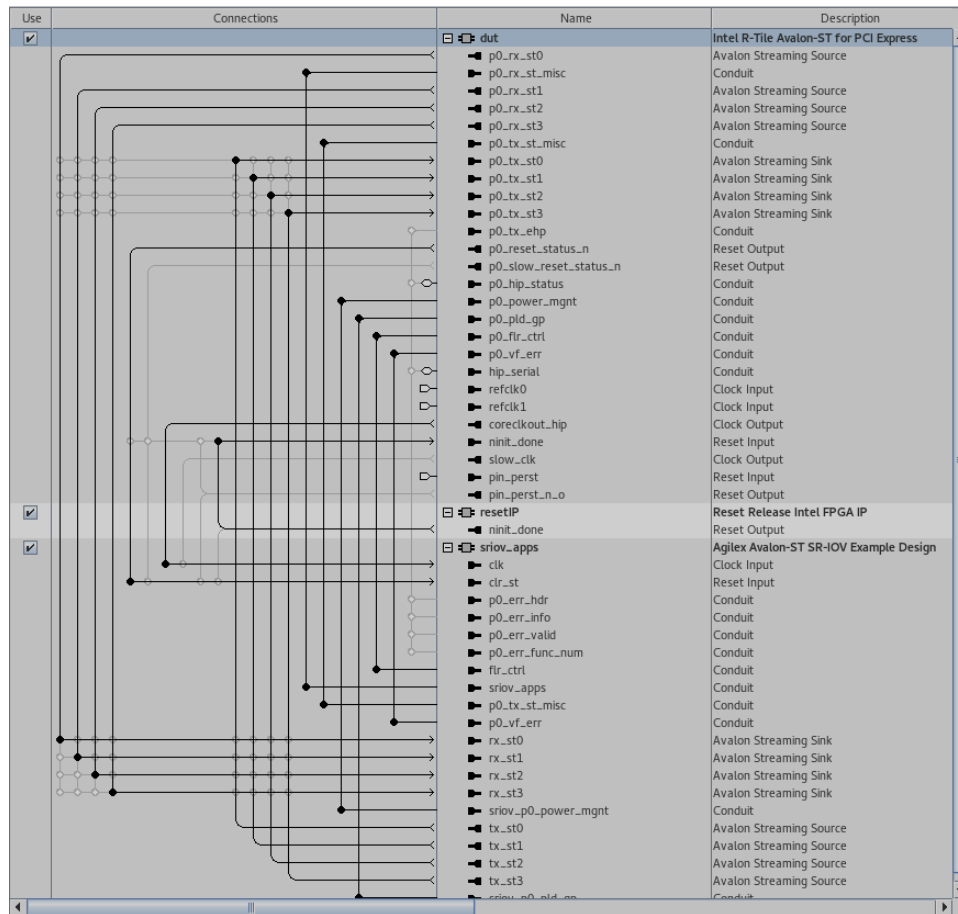 Use Connections Name Description
dut Intel R-Tile Avalon-ST for PCI Express
p0_rx_st0 Avalon Streaming Source
p0_rx_st_misc Conduit
p0_rx_st1 Avalon Streaming Source
p0_rx_st2 Avalon Streaming Source
p0_rx_st3 Avalon Streaming Source
p0_tx_st_misc Conduit
p0_tx_st0 Avalon Streaming Sink
p0_tx_st1 Avalon Streaming Sink
p0_tx_st2 Avalon Streaming Sink
p0_tx_st3 Avalon Streaming Sink
p0_tx_ehp Conduit
p0_reset_status_n Reset Output
p0_slow_reset_status_n Reset Output
p0_hip_status Conduit
p0_power_mgnt Conduit
p0_pld_gp Conduit
p0_flr_ctrl Conduit
p0_vf_err Conduit
hip_serial Conduit
refclk0 Clock Input
refclk1 Clock Input
coreclkout_hip Clock Output
ninit_done Reset Input
slow_clk Clock Output
pin_perst Reset Input
pin_perst_n_o Reset Output
resetIP Reset Release Intel FPGA IP
ninit_done Reset Output
sriov_apps Agilex Avalon-ST SR-IOV Example Design
clk Clock Input
clr_st Reset Input
p0_err_hdr Conduit
p0_err_info Conduit
p0_err_valid Conduit
p0_err_func_num Conduit
flr_ctrl Conduit
sriov_apps Conduit
p0_tx_st_misc Conduit
p0_vf_err Conduit
rx_st0 Avalon Streaming Sink
rx_st1 Avalon Streaming Sink
rx_st2 Avalon Streaming Sink
rx_st3 Avalon Streaming Sink
sriov_p0_power_mgnt Conduit
tx_st0 Avalon Streaming Source
tx_st1 Avalon Streaming Source
tx_st2 Avalon Streaming Source
tx_st3 Avalon Streaming Source
sriov_p0_pld_gp Conduit